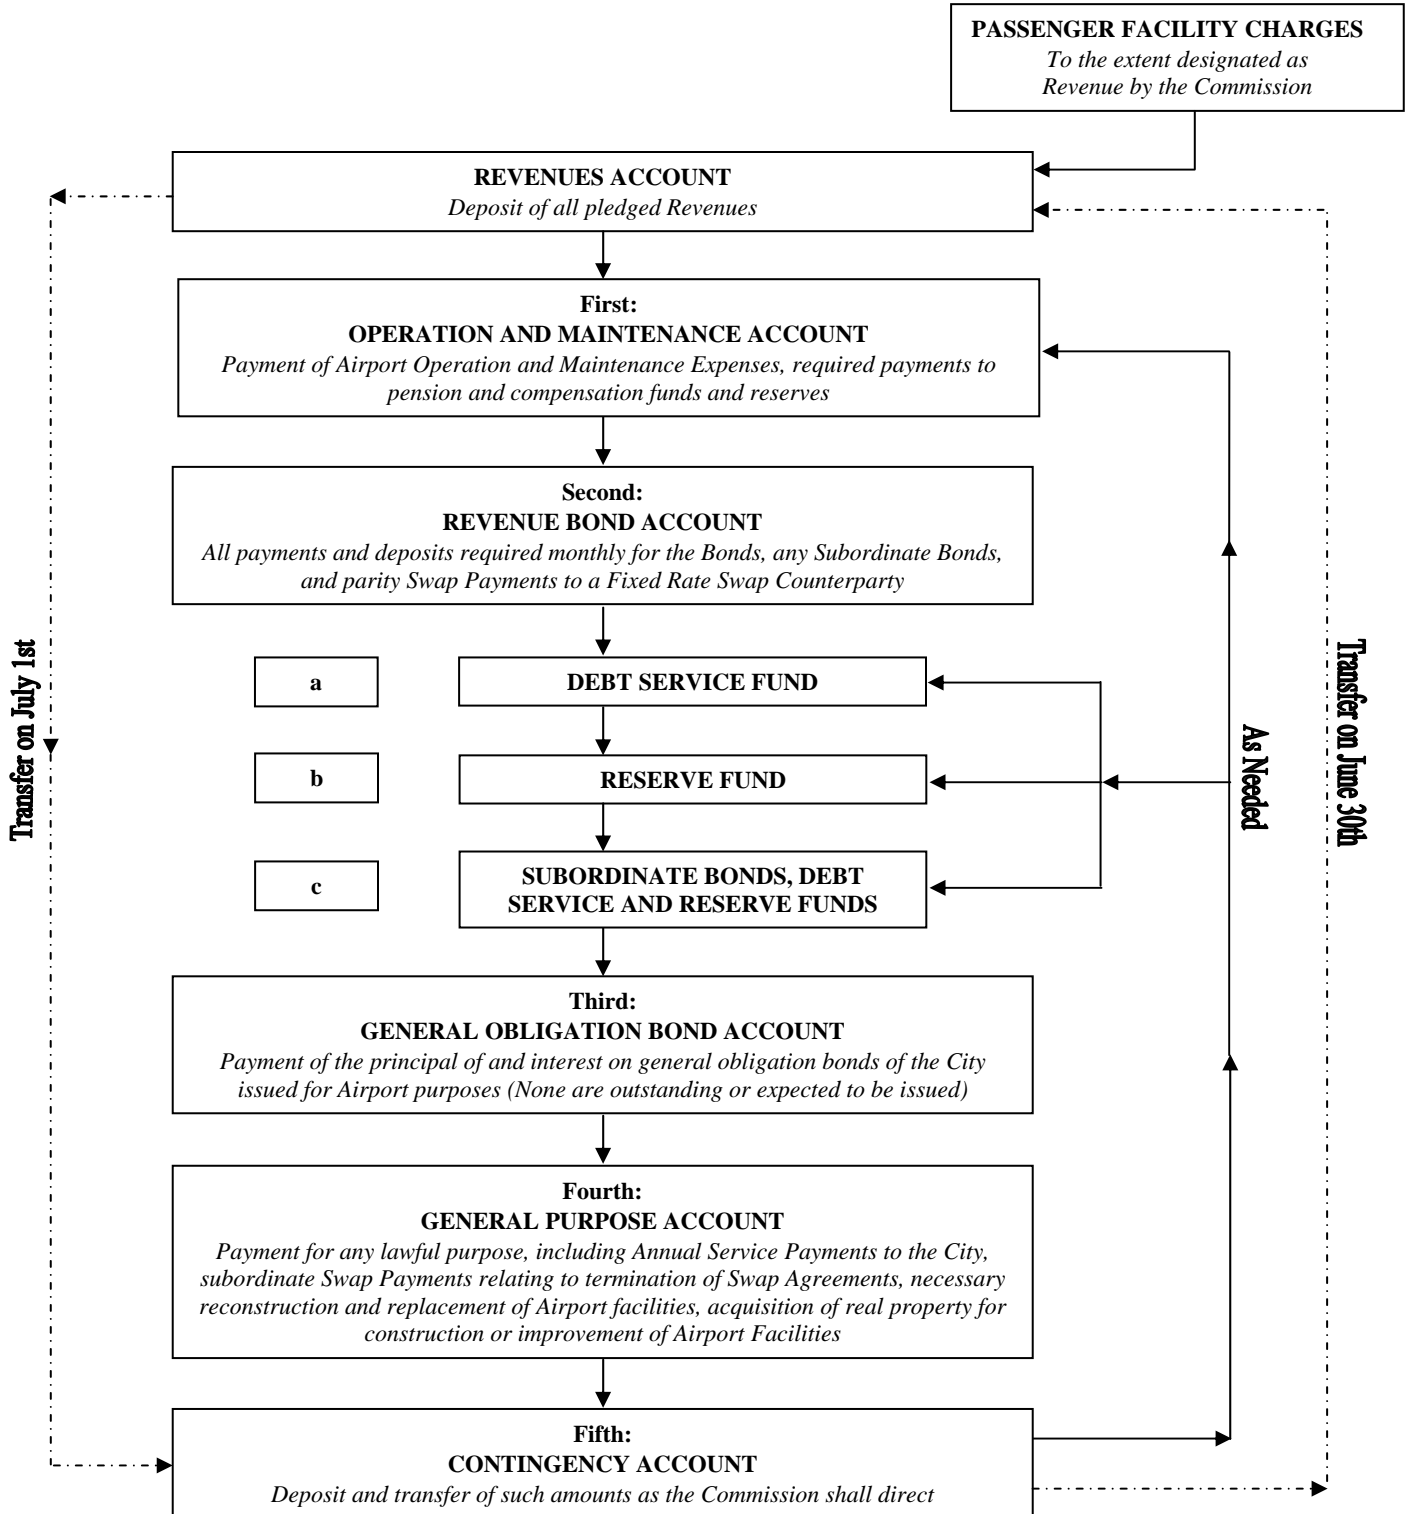 PASSENGER FACILITY CHARGES
To the extent designated as
Revenue by the Commission
REVENUES ACCOUNT
Deposit of all pledged Revenues
First:
OPERATION AND MAINTENANCE ACCOUNT
Payment of Airport Operation and Maintenance Expenses, required payments to
pension and compensation funds and reserves
Second:
REVENUE BOND ACCOUNT
All payments and deposits required monthly for the Bonds, any Subordinate Bonds,
and parity Swap Payments to a Fixed Rate Swap Counterparty
a
DEBT SERVICE FUND
b
RESERVE FUND
c
SUBORDINATE BONDS, DEBT
SERVICE AND RESERVE FUNDS
Third:
GENERAL OBLIGATION BOND ACCOUNT
Payment of the principal of and interest on general obligation bonds of the City
issued for Airport purposes (None are outstanding or expected to be issued)
Fourth:
GENERAL PURPOSE ACCOUNT
Payment for any lawful purpose, including Annual Service Payments to the City,
subordinate Swap Payments relating to termination of Swap Agreements, necessary
reconstruction and replacement of Airport facilities, acquisition of real property for
construction or improvement of Airport Facilities
Fifth:
CONTINGENCY ACCOUNT
Deposit and transfer of such amounts as the Commission shall direct
Transfer on July 1st
As Needed
Transfer on June 30th